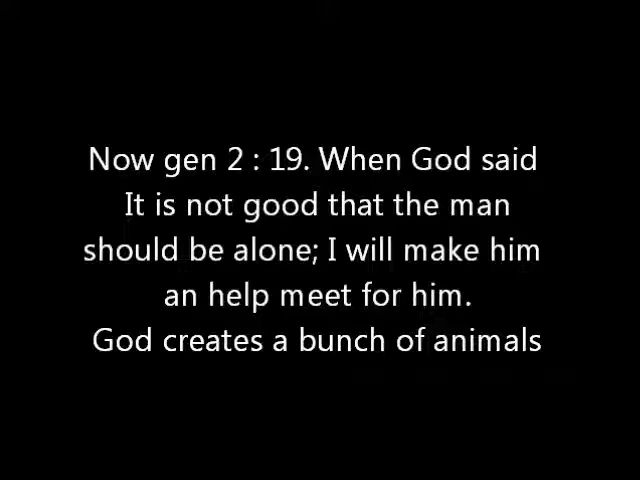 Now gen 2 : 19. When God said
It is not good that the man
should be alone; I will make him
an help meet for him.
God creates a bunch of animals